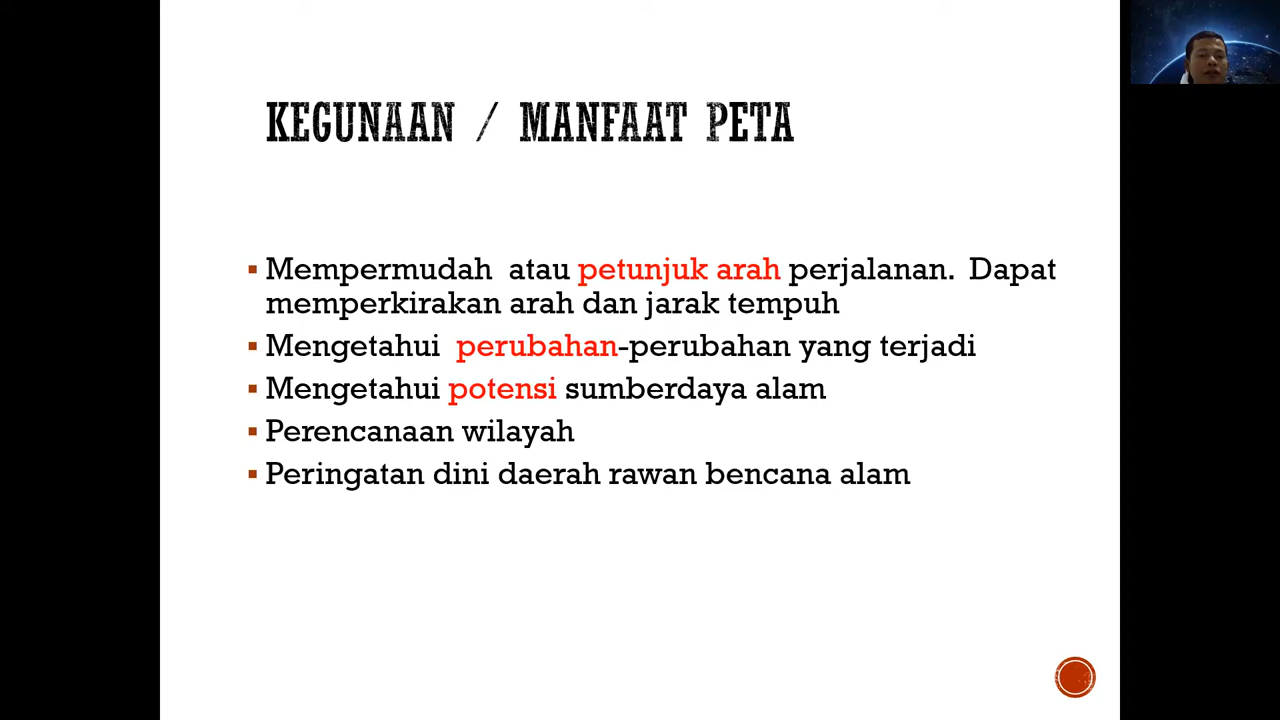 KEGUNAAN / MANFAAT PETA
▪ Mempermudah atau petunjuk arah perjalanan. Dapat
memperkirakan arah dan jarak tempuh
▪ Mengetahui perubahan-perubahan yang terjadi
▪ Mengetahui potensi sumberdaya alam
▪ Perencanaan wilayah
▪ Peringatan dini daerah rawan bencana alam